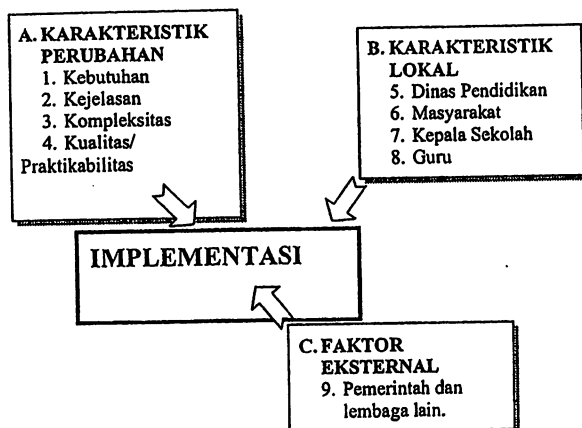 A. KARAKTERISTIK
PERUBAHAN
1. Kebutuhan
2. Kejelasan
3. Kompleksitas
4. Kualitas/
Praktikabilitas
B. KARAKTERISTIK
LOKAL
5. Dinas Pendidikan
6. Masyarakat
7. Kepala Sekolah
8. Guru
IMPLEMENTASI
C. FAKTOR
EKSTERNAL
9. Pemerintah dan
lembaga lain.